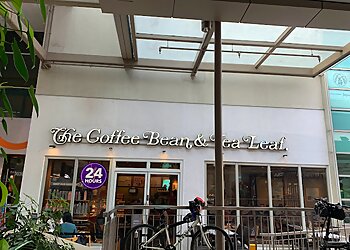 The Coffee Bean & Tea Leaf.
24
HOURS